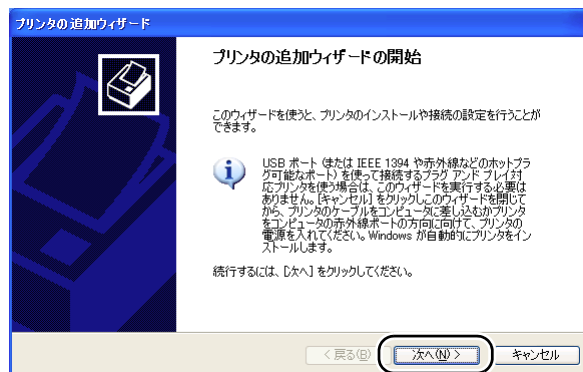 プリンタの追加ウィザード
プリンタの追加ウィザードの開始
このウィザードを使うと、プリンタのインストールや接続の設定を行うことが
できます。
USB ポート (または IEEE 1394 や赤外線などのホットプラ
グ可能なポート) を使って接続するプラグ アンド プレイ対
応プリンタを使う場合は、このウィザードを実行する必要は
ありません。[キャンセル] をクリックしこのウィザードを閉じて
から、プリンタのケーブルをコンピュータに差し込むかプリンタ
をコンピュータの赤外線ポートの方向に向けて、プリンタの
電源を入れてください。Windows が自動的にプリンタをイン
ストールします。
続行するには、[次へ] をクリックしてください。
< 戻る(B)
次へ(N) >
キャンセル